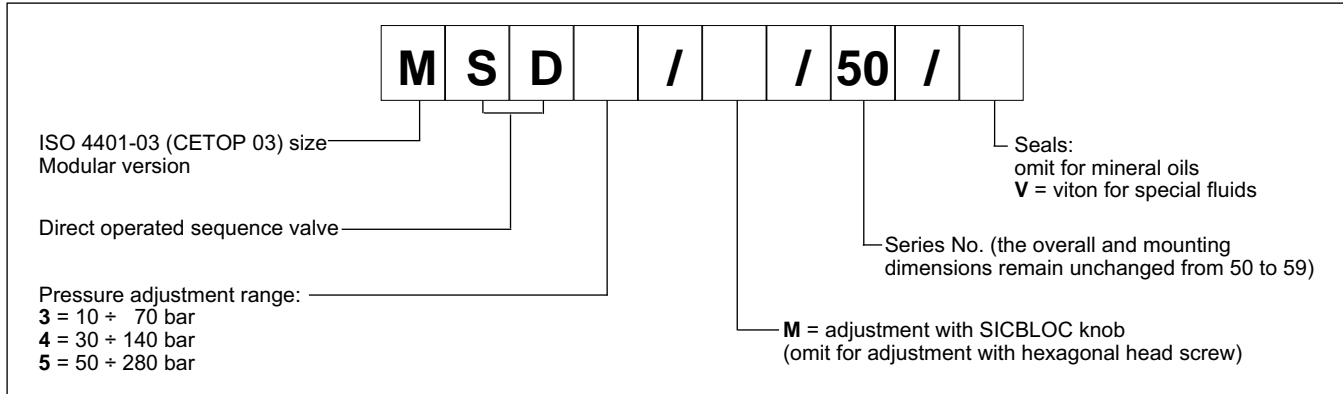 M S D / / 50 /
ISO 4401-03 (CETOP 03) size
Modular version
Direct operated sequence valve
Pressure adjustment range:
3 = 10 ÷ 70 bar
4 = 30 ÷ 140 bar
5 = 50 ÷ 280 bar
Seals:
omit for mineral oils
V = viton for special fluids
Series No. (the overall and mounting
dimensions remain unchanged from 50 to 59)
M = adjustment with SICBLOC knob
(omit for adjustment with hexagonal head screw)